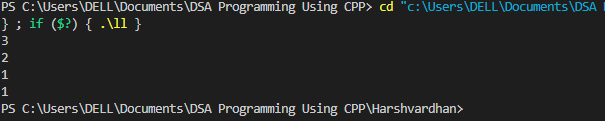 PS C:\Users\DELL\Documents\DSA Programming Using CPP> cd "c:\Users\DELL\Documents\DSA
} ; if ($?) { .\ll }
3
2
1
1
PS C:\Users\DELL\Documents\DSA Programming Using CPP\Harshvardhan>